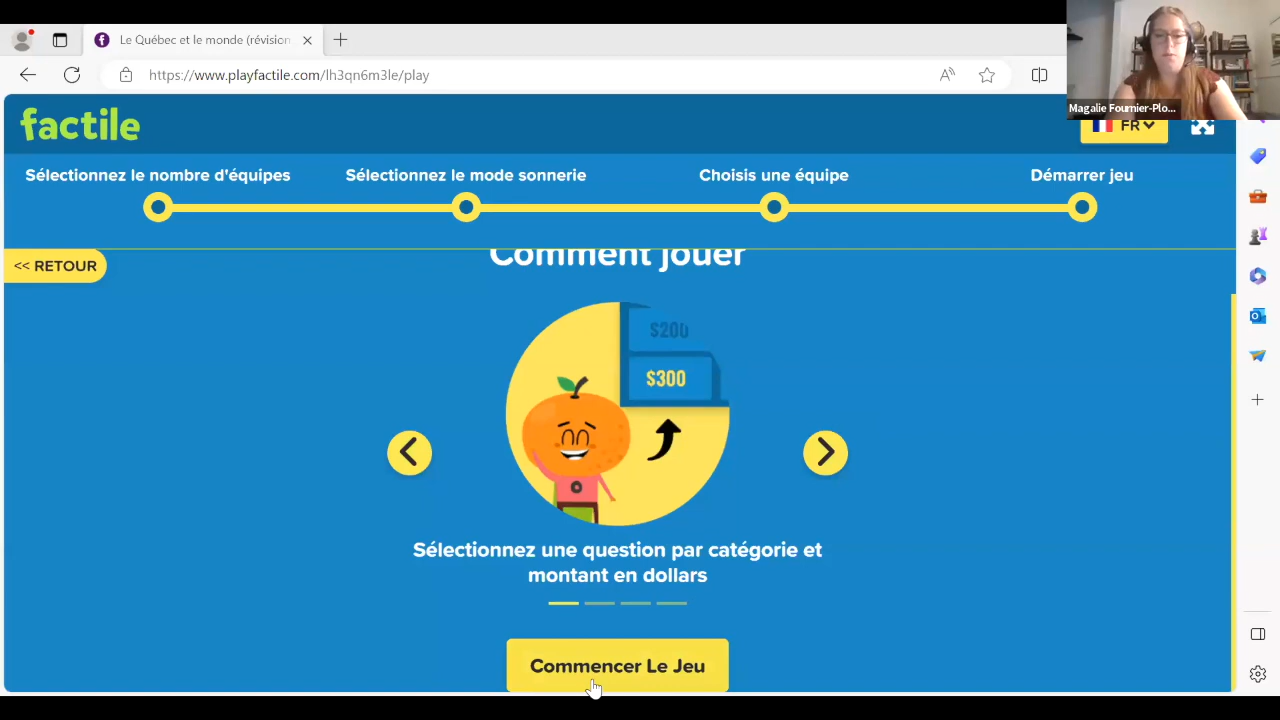 Le Québec et le monde (révision
https://www.playfactile.com/lh3qn6m3le/play
Magalie Fournier-Plo...
factile
FR
Sélectionnez le nombre d'équipes
Sélectionnez le mode sonnerie
Choisis une équipe
Démarrer jeu
<< RETOUR
Comment jouer
$200
$300
Sélectionnez une question par catégorie et
montant en dollars
Commencer Le Jeu